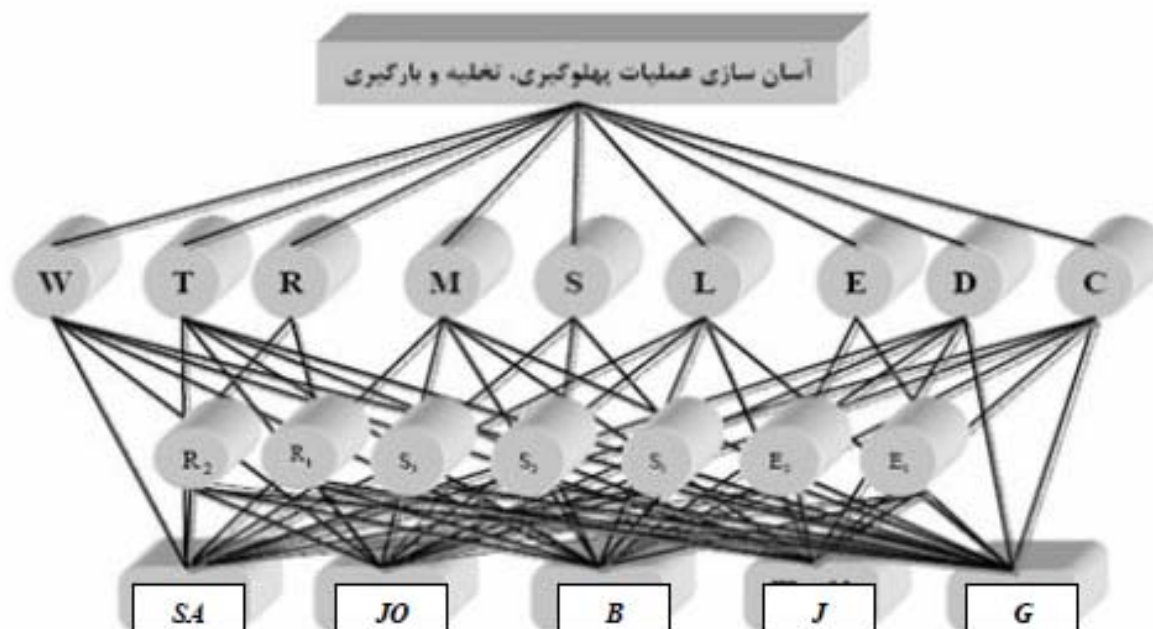 آسان سازی عملیات پهلوگیری، تخلیه و بارگیری
W T R M S L E D C
R₂ R₁ S₃ S₂ S₁ E₂ E₁
SA JO B J G